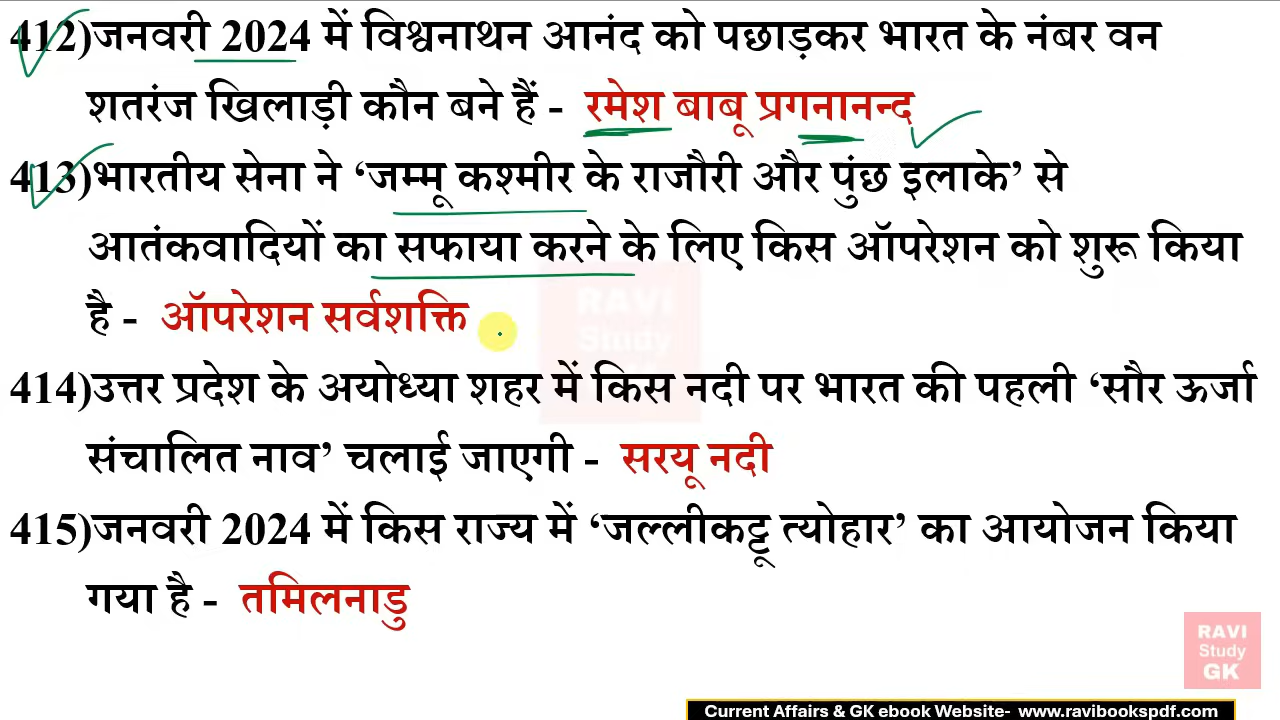 412)जनवरी 2024 में विश्वनाथन आनंद को पछाड़कर भारत के नंबर वन
शतरंज खिलाड़ी कौन बने हैं - रमेश बाबू प्रगनानन्द
413)भारतीय सेना ने ‘जम्मू कश्मीर के राजौरी और पुंछ इलाके’ से
आतंकवादियों का सफाया करने के लिए किस ऑपरेशन को शुरू किया
है - ऑपरेशन सर्वशक्ति
RAVI
Study
414)उत्तर प्रदेश के अयोध्या शहर में किस नदी पर भारत की पहली ‘सौर ऊर्जा
संचालित नाव’ चलाई जाएगी - सरयू नदी
415)जनवरी 2024 में किस राज्य में ‘जल्लीकट्टू त्योहार’ का आयोजन किया
गया है - तमिलनाडु
RAVI
Study
GK
Current Affairs & GK ebook Website- www.ravibookspdf.com